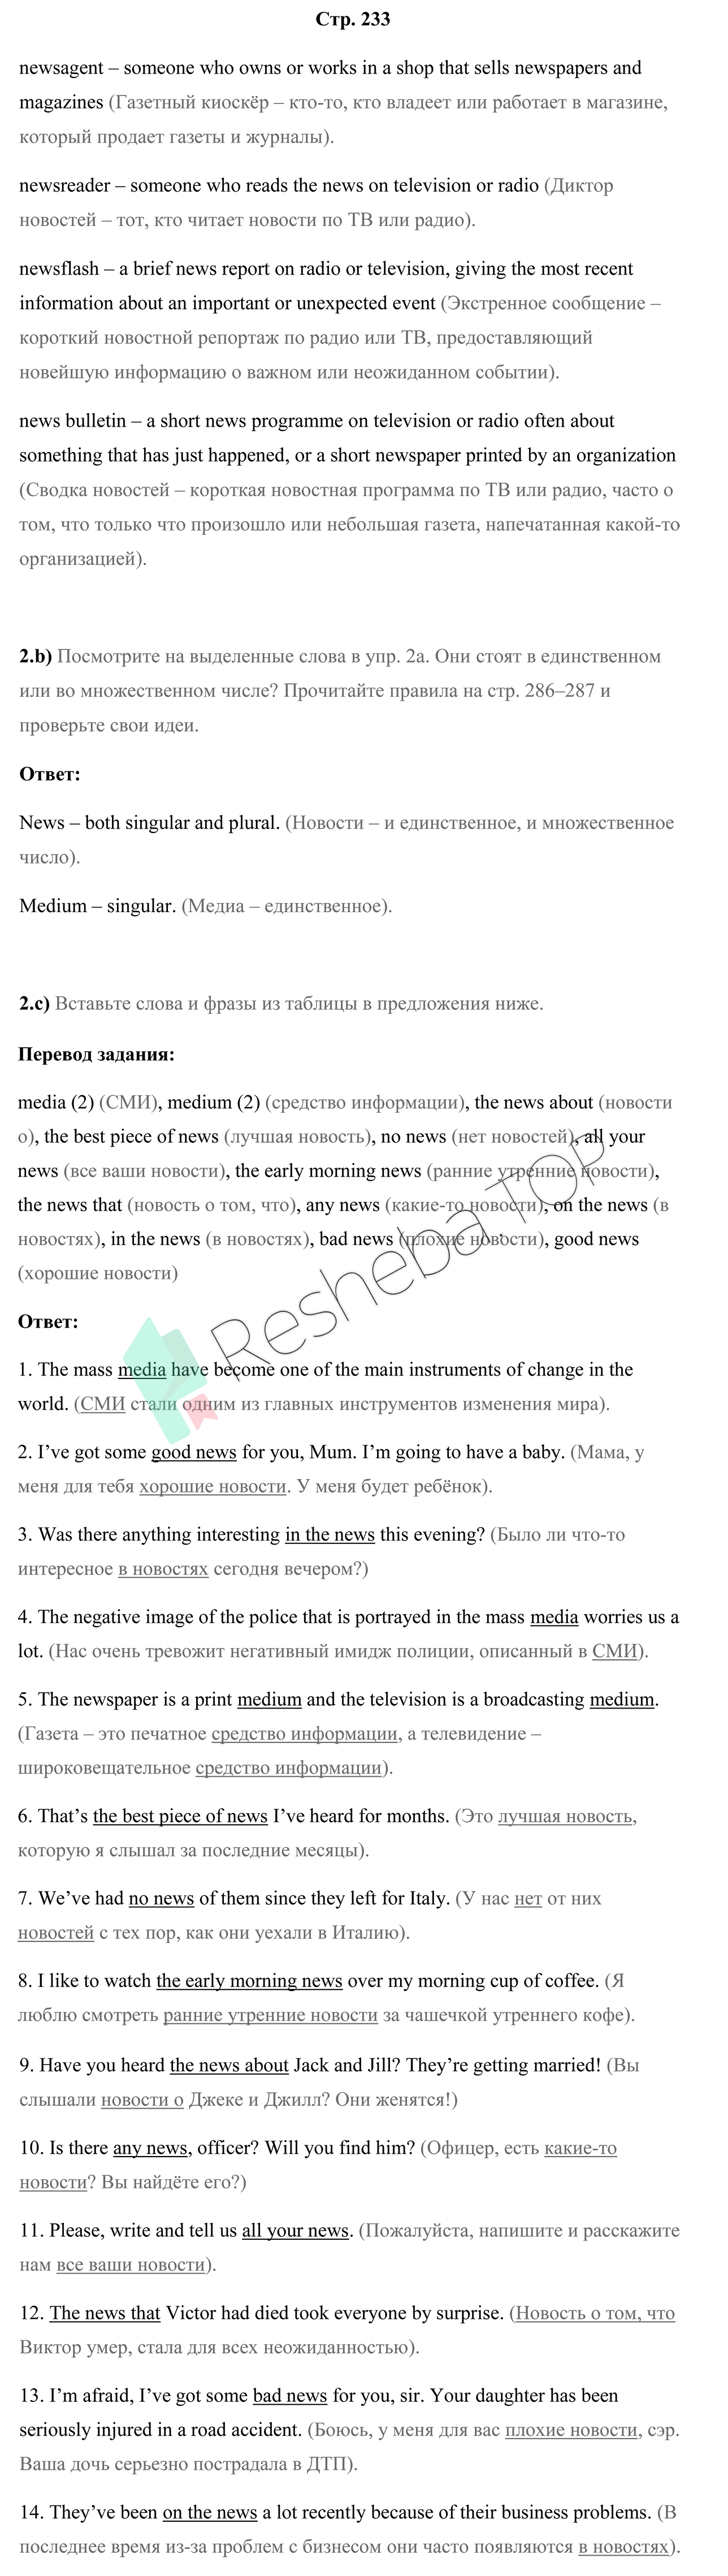 Стр. 233
newsagent – someone who owns or works in a shop that sells newspapers and
magazines (Газетный киоскёр – кто-то, кто владеет или работает в магазине,
который продает газеты и журналы).
newsreader – someone who reads the news on television or radio (Диктор
новостей – тот, кто читает новости по ТВ или радио).
newsflash – a brief news report on radio or television, giving the most recent
information about an important or unexpected event (Экстренное сообщение –
короткий новостной репортаж по радио или ТВ, предоставляющий
новейшую информацию о важном или неожиданном событии).
news bulletin – a short news programme on television or radio often about
something that has just happened, or a short newspaper printed by an organization
(Сводка новостей – короткая новостная программа по ТВ или радио, часто о
том, что только что произошло или небольшая газета, напечатанная какой-то
организацией).
2.b) Посмотрите на выделенные слова в упр. 2a. Они стоят в единственном
или во множественном числе? Прочитайте правила на стр. 286–287 и
проверьте свои идеи.
Ответ:
News – both singular and plural. (Новости – и единственное, и множественное
число).
Medium – singular. (Медиа – единственное).
2.c) Вставьте слова и фразы из таблицы в предложения ниже.
Перевод задания:
media (2) (СМИ), medium (2) (средство информации), the news about (новости
о), the best piece of news (лучшая новость), no news (нет новостей), all your
news (все ваши новости), the early morning news (ранние утренние новости),
the news that (новость о том, что), any news (какие-то новости), on the news (в
новостях), in the news (в новостях), bad news (плохие новости), good news
(хорошие новости)
Ответ:
Resheba.TOP
1. The mass media have become one of the main instruments of change in the
world. (СМИ стали одним из главных инструментов изменения мира).
2. I’ve got some good news for you, Mum. I’m going to have a baby. (Мама, у
меня для тебя хорошие новости. У меня будет ребёнок).
3. Was there anything interesting in the news this evening? (Было ли что-то
интересное в новостях сегодня вечером?)
4. The negative image of the police that is portrayed in the mass media worries us a
lot. (Нас очень тревожит негативный имидж полиции, описанный в СМИ).
5. The newspaper is a print medium and the television is a broadcasting medium.
(Газета – это печатное средство информации, а телевидение –
широковещательное средство информации).
6. That’s the best piece of news I’ve heard for months. (Это лучшая новость,
которую я слышал за последние месяцы).
7. We’ve had no news of them since they left for Italy. (У нас нет от них
новостей с тех пор, как они уехали в Италию).
8. I like to watch the early morning news over my morning cup of coffee. (Я
люблю смотреть ранние утренние новости за чашечкой утреннего кофе).
9. Have you heard the news about Jack and Jill? They’re getting married! (Вы
слышали новости о Джеке и Джилл? Они женятся!)
10. Is there any news, officer? Will you find him? (Офицер, есть какие-то
новости? Вы найдёте его?)
11. Please, write and tell us all your news. (Пожалуйста, напишите и расскажите
нам все ваши новости).
12. The news that Victor had died took everyone by surprise. (Новость о том, что
Виктор умер, стала для всех неожиданностью).
13. I’m afraid, I’ve got some bad news for you, sir. Your daughter has been
seriously injured in a road accident. (Боюсь, у меня для вас плохие новости, сэр.
Ваша дочь серьезно пострадала в ДТП).
14. They’ve been on the news a lot recently because of their business problems. (В
последнее время из-за проблем с бизнесом они часто появляются в новостях).